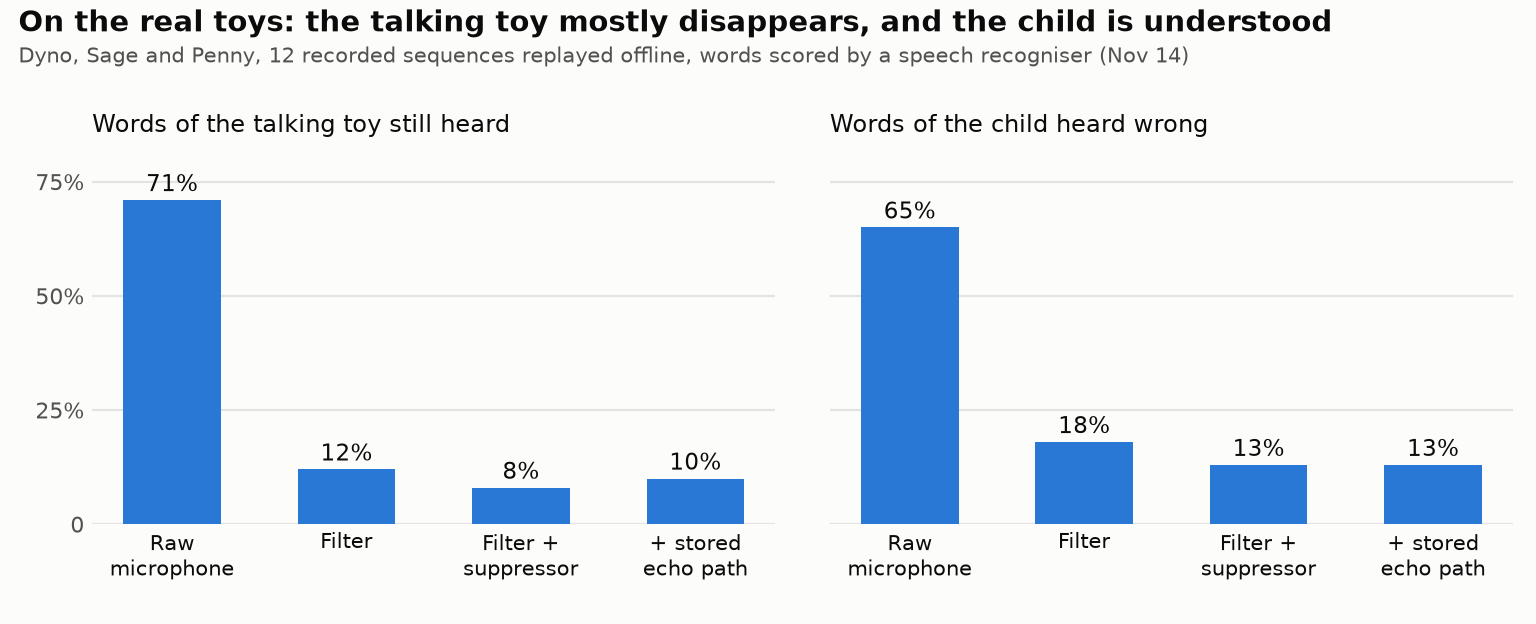 On the real toys: the talking toy mostly disappears, and the child is understood
Dyno, Sage and Penny, 12 recorded sequences replayed offline, words scored by a speech recogniser (Nov 14)
Words of the talking toy still heard
75%
50%
25%
0
71%
12%
8%
10%
Raw
microphone
Filter
Filter +
suppressor
+ stored
echo path
Words of the child heard wrong
65%
18%
13%
13%
Raw
microphone
Filter
Filter +
suppressor
+ stored
echo path